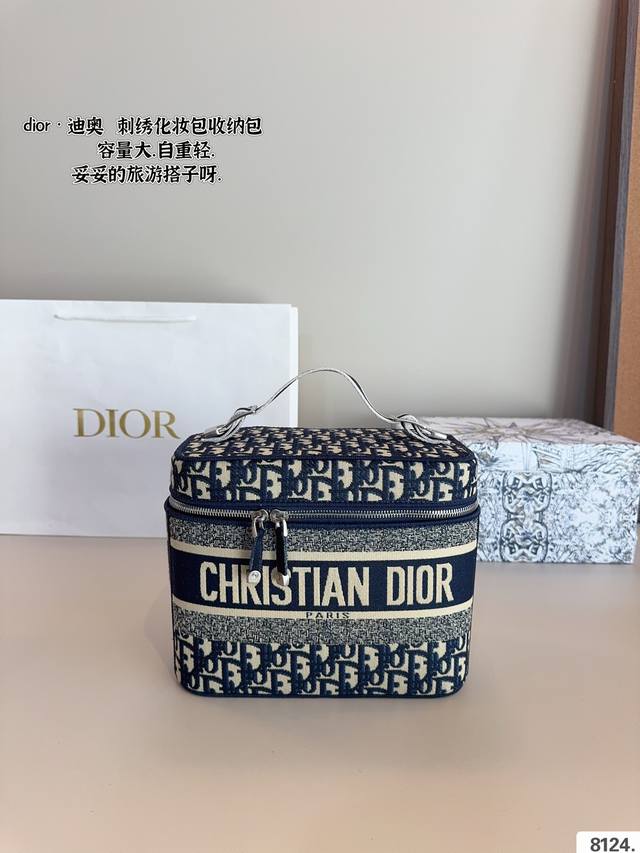 dior · 迪奥 刺绣化妆包收纳包
容量大.自重轻.
妥妥的旅游搭子呀.
DIOR
CHRISTIAN DIOR
PARIS
8124.